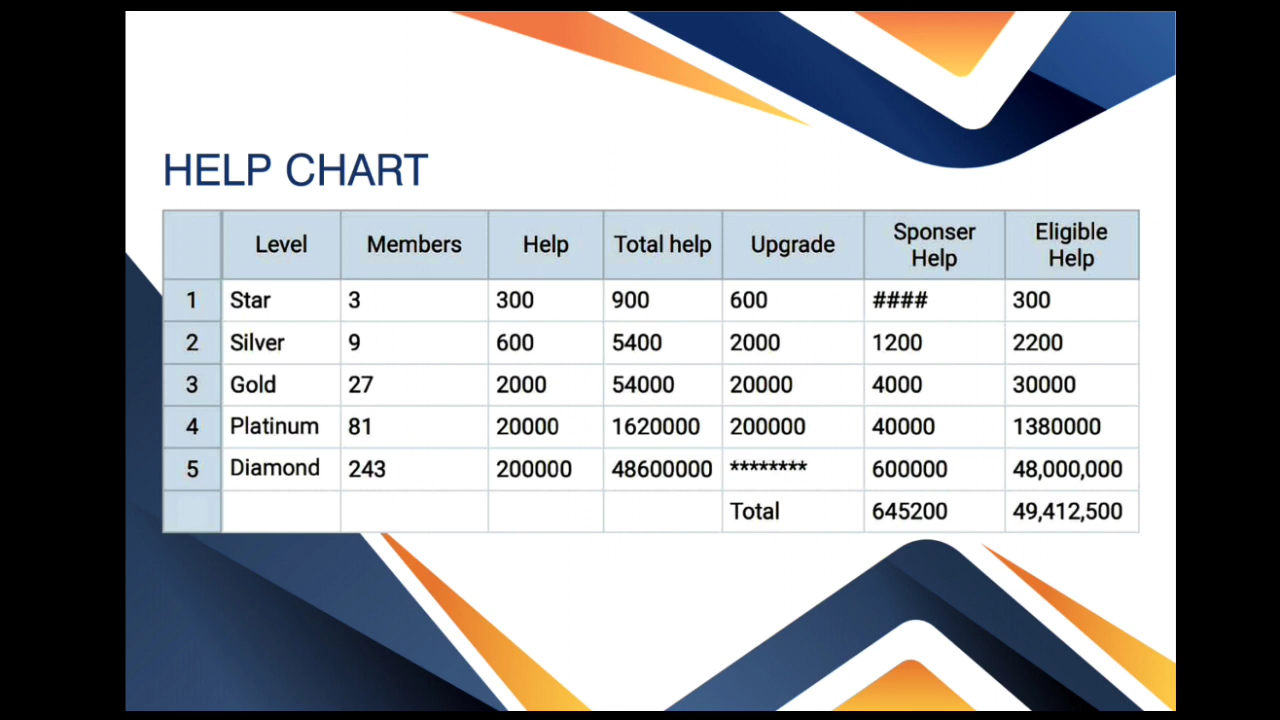 HELP CHART
Level Members Help Total help Upgrade Sponser Help Eligible Help
1 Star 3 300 900 600 #### 300
2 Silver 9 600 5400 2000 1200 2200
3 Gold 27 2000 54000 20000 4000 30000
4 Platinum 81 20000 1620000 200000 40000 1380000
5 Diamond 243 200000 48600000 ******** 600000 48,000,000
Total 645200 49,412,500